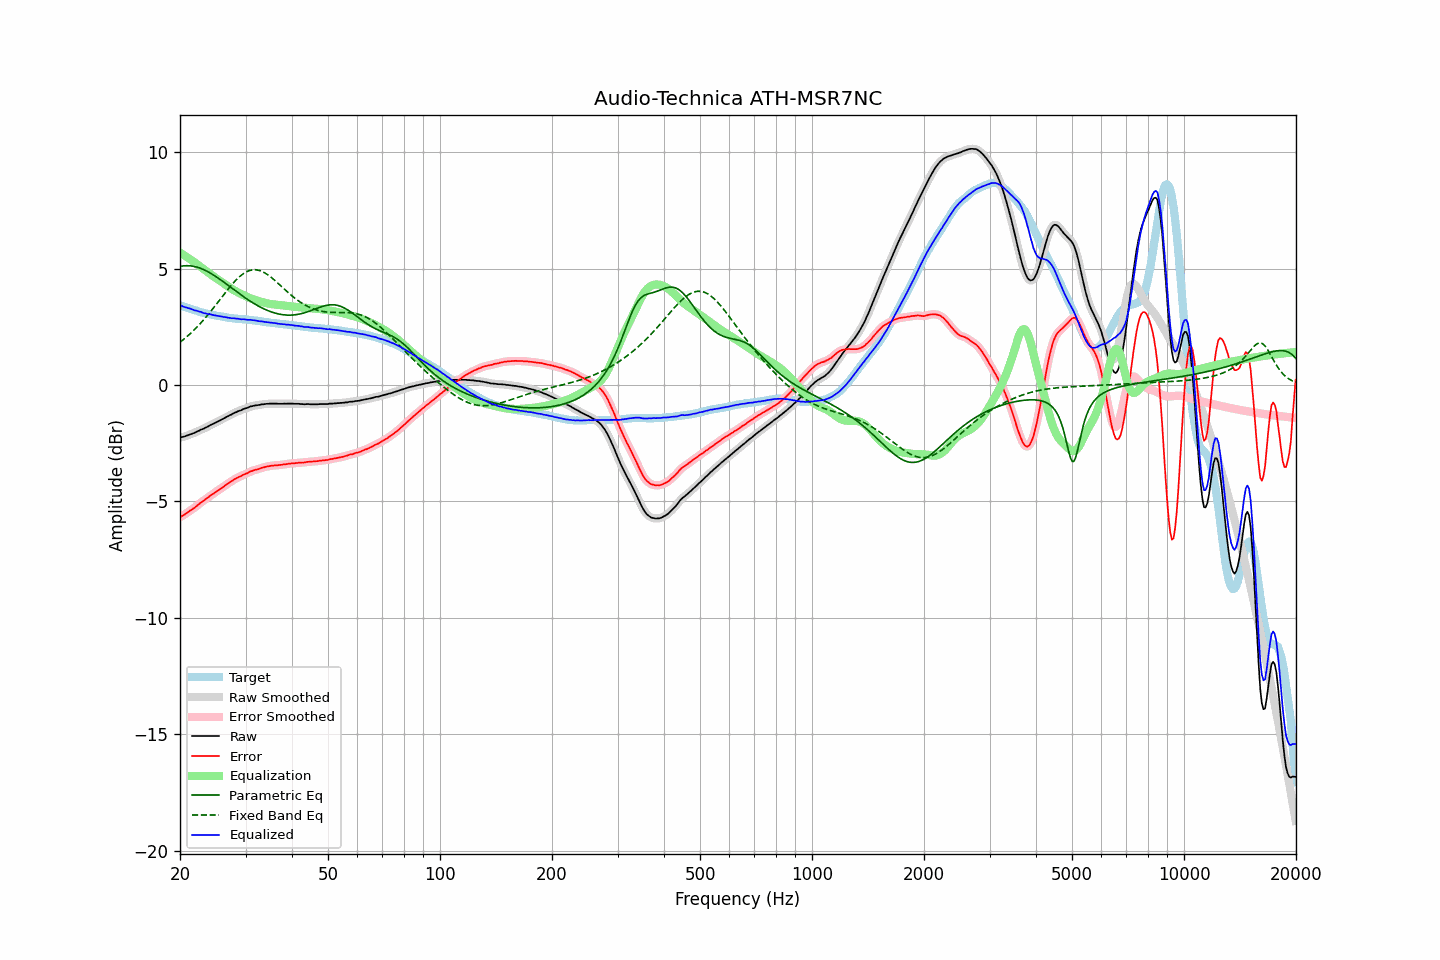 Audio-Technica ATH-MSR7NC
Amplitude (dBr)
10
5
0
−5
−10
−15
−20
Target
Raw Smoothed
Error Smoothed
Raw
Error
Equalization
Parametric Eq
Fixed Band Eq
Equalized
20 50 100 200 500 1000 2000 5000 10000 20000
Frequency (Hz)